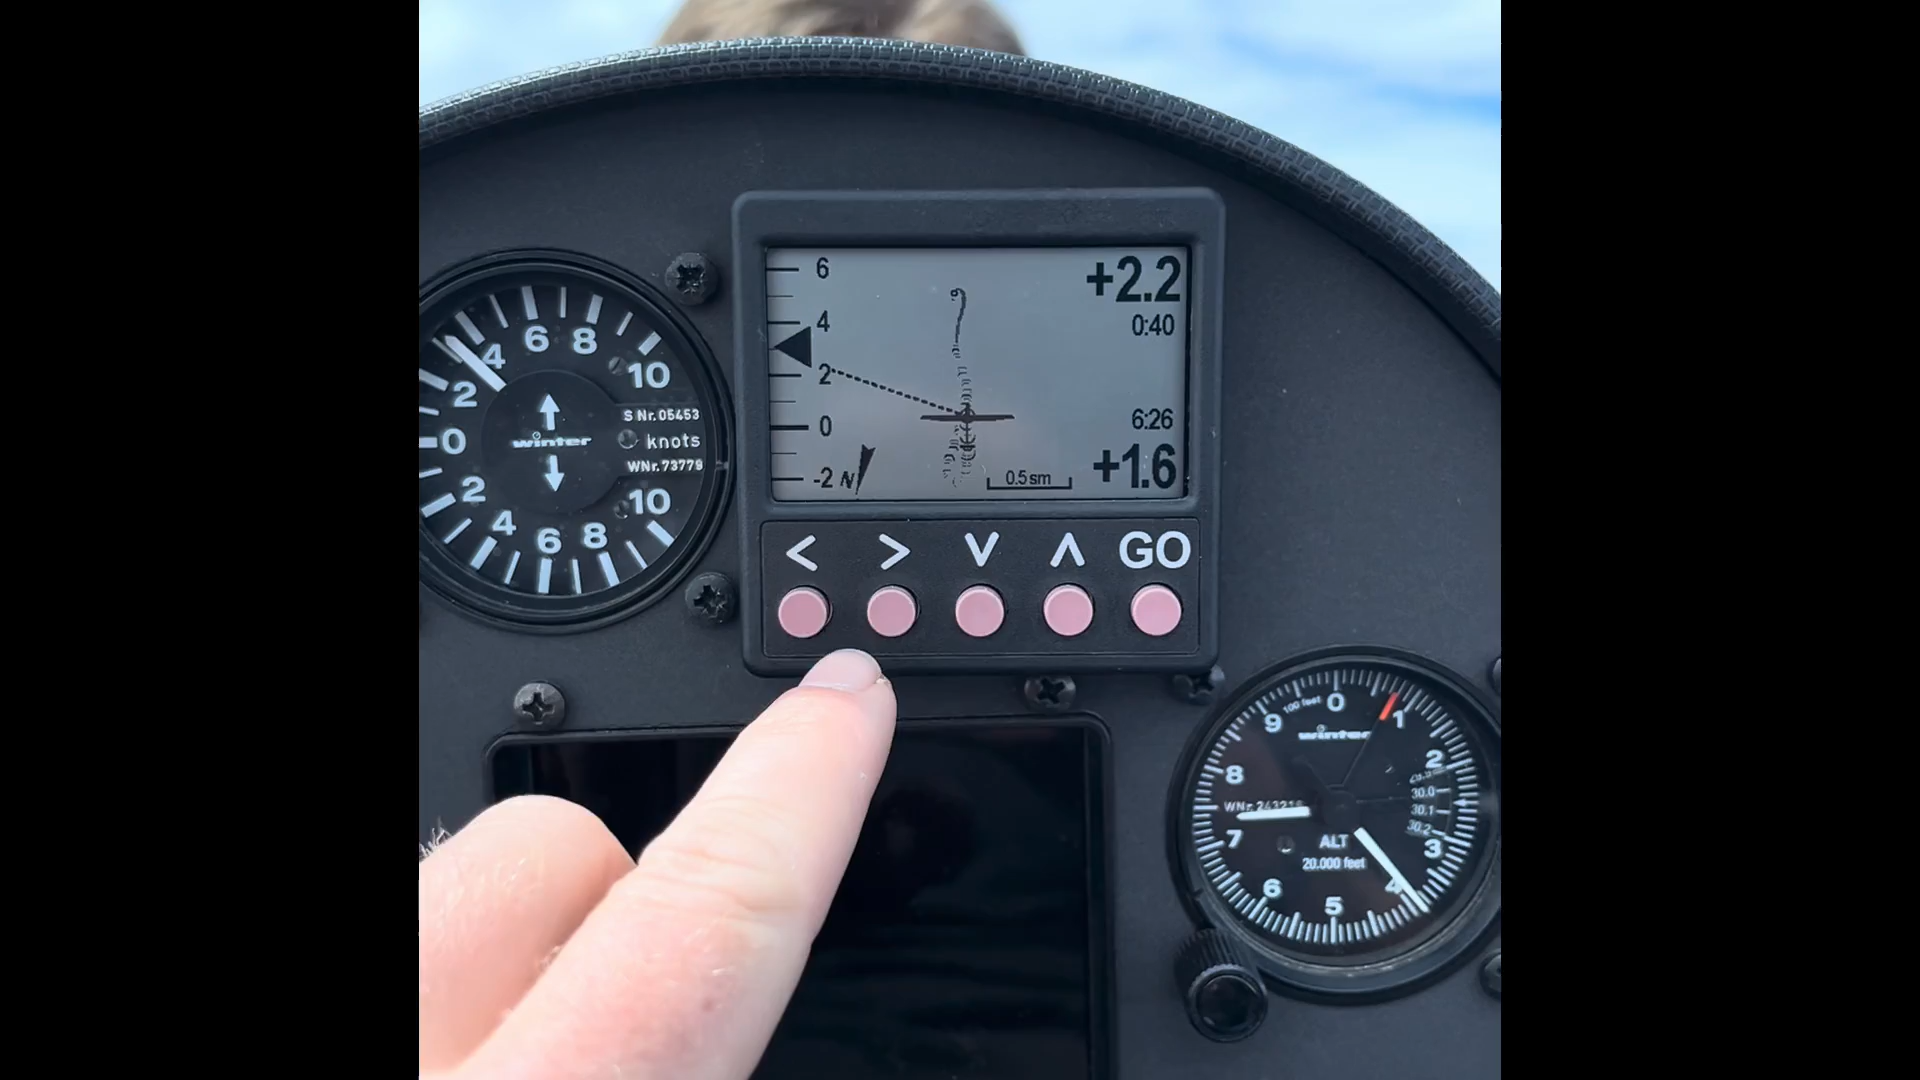 6
4
2
0
-2 N
+2.2
0:40
6:26
+1.6
0.5sm
< > V Λ GO
4 6 8
2 10
S Nr. 05453
0 winter knots
WNr. 73779
2 10
4 6 8
100 feet 0
9 1
winter
8 2
30.0
30.1
30.2
7 3
ALT
20.000 feet
6 4
5